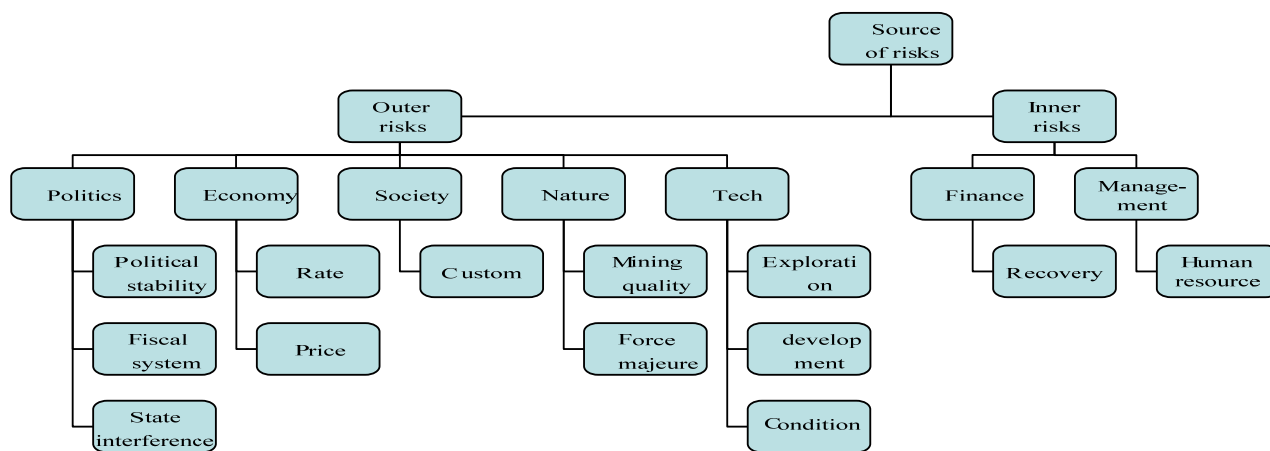 Source
of risks
Outer
risks
Inner
risks
Politics
Economy
Society
Nature
Tech
Finance
Manage-
ment
Political
stability
Rate
Custom
Mining
quality
Explorati
on
Recovery
Human
resource
Fiscal
system
Price
Force
majeure
develop
ment
State
interference
Condition